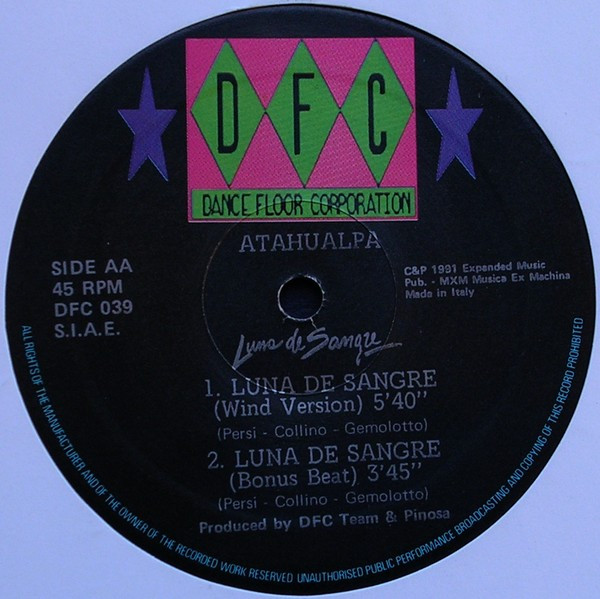 D F C
DANCE FLOOR CORPORATION
ATAHUALPA
SIDE AA
45 RPM
DFC 039
S.I.A.E.
C&P 1991 Expanded Music
Pub. - MXM Musica Ex Machina
Made in Italy
Luna de Sangre
1. LUNA DE SANGRE
(Wind Version) 5'40"
(Persi - Collino - Gemolotto)
2. LUNA DE SANGRE
(Bonus Beat) 3'45"
(Persi - Collino - Gemolotto)
Produced by DFC Team & Pinosa
ALL RIGHTS OF THE MANUFACTURER AND OF THE OWNER OF THE RECORDED WORK RESERVED UNAUTHORISED PUBLIC PERFORMANCE BROADCASTING AND COPYING OF THIS RECORD PROHIBITED